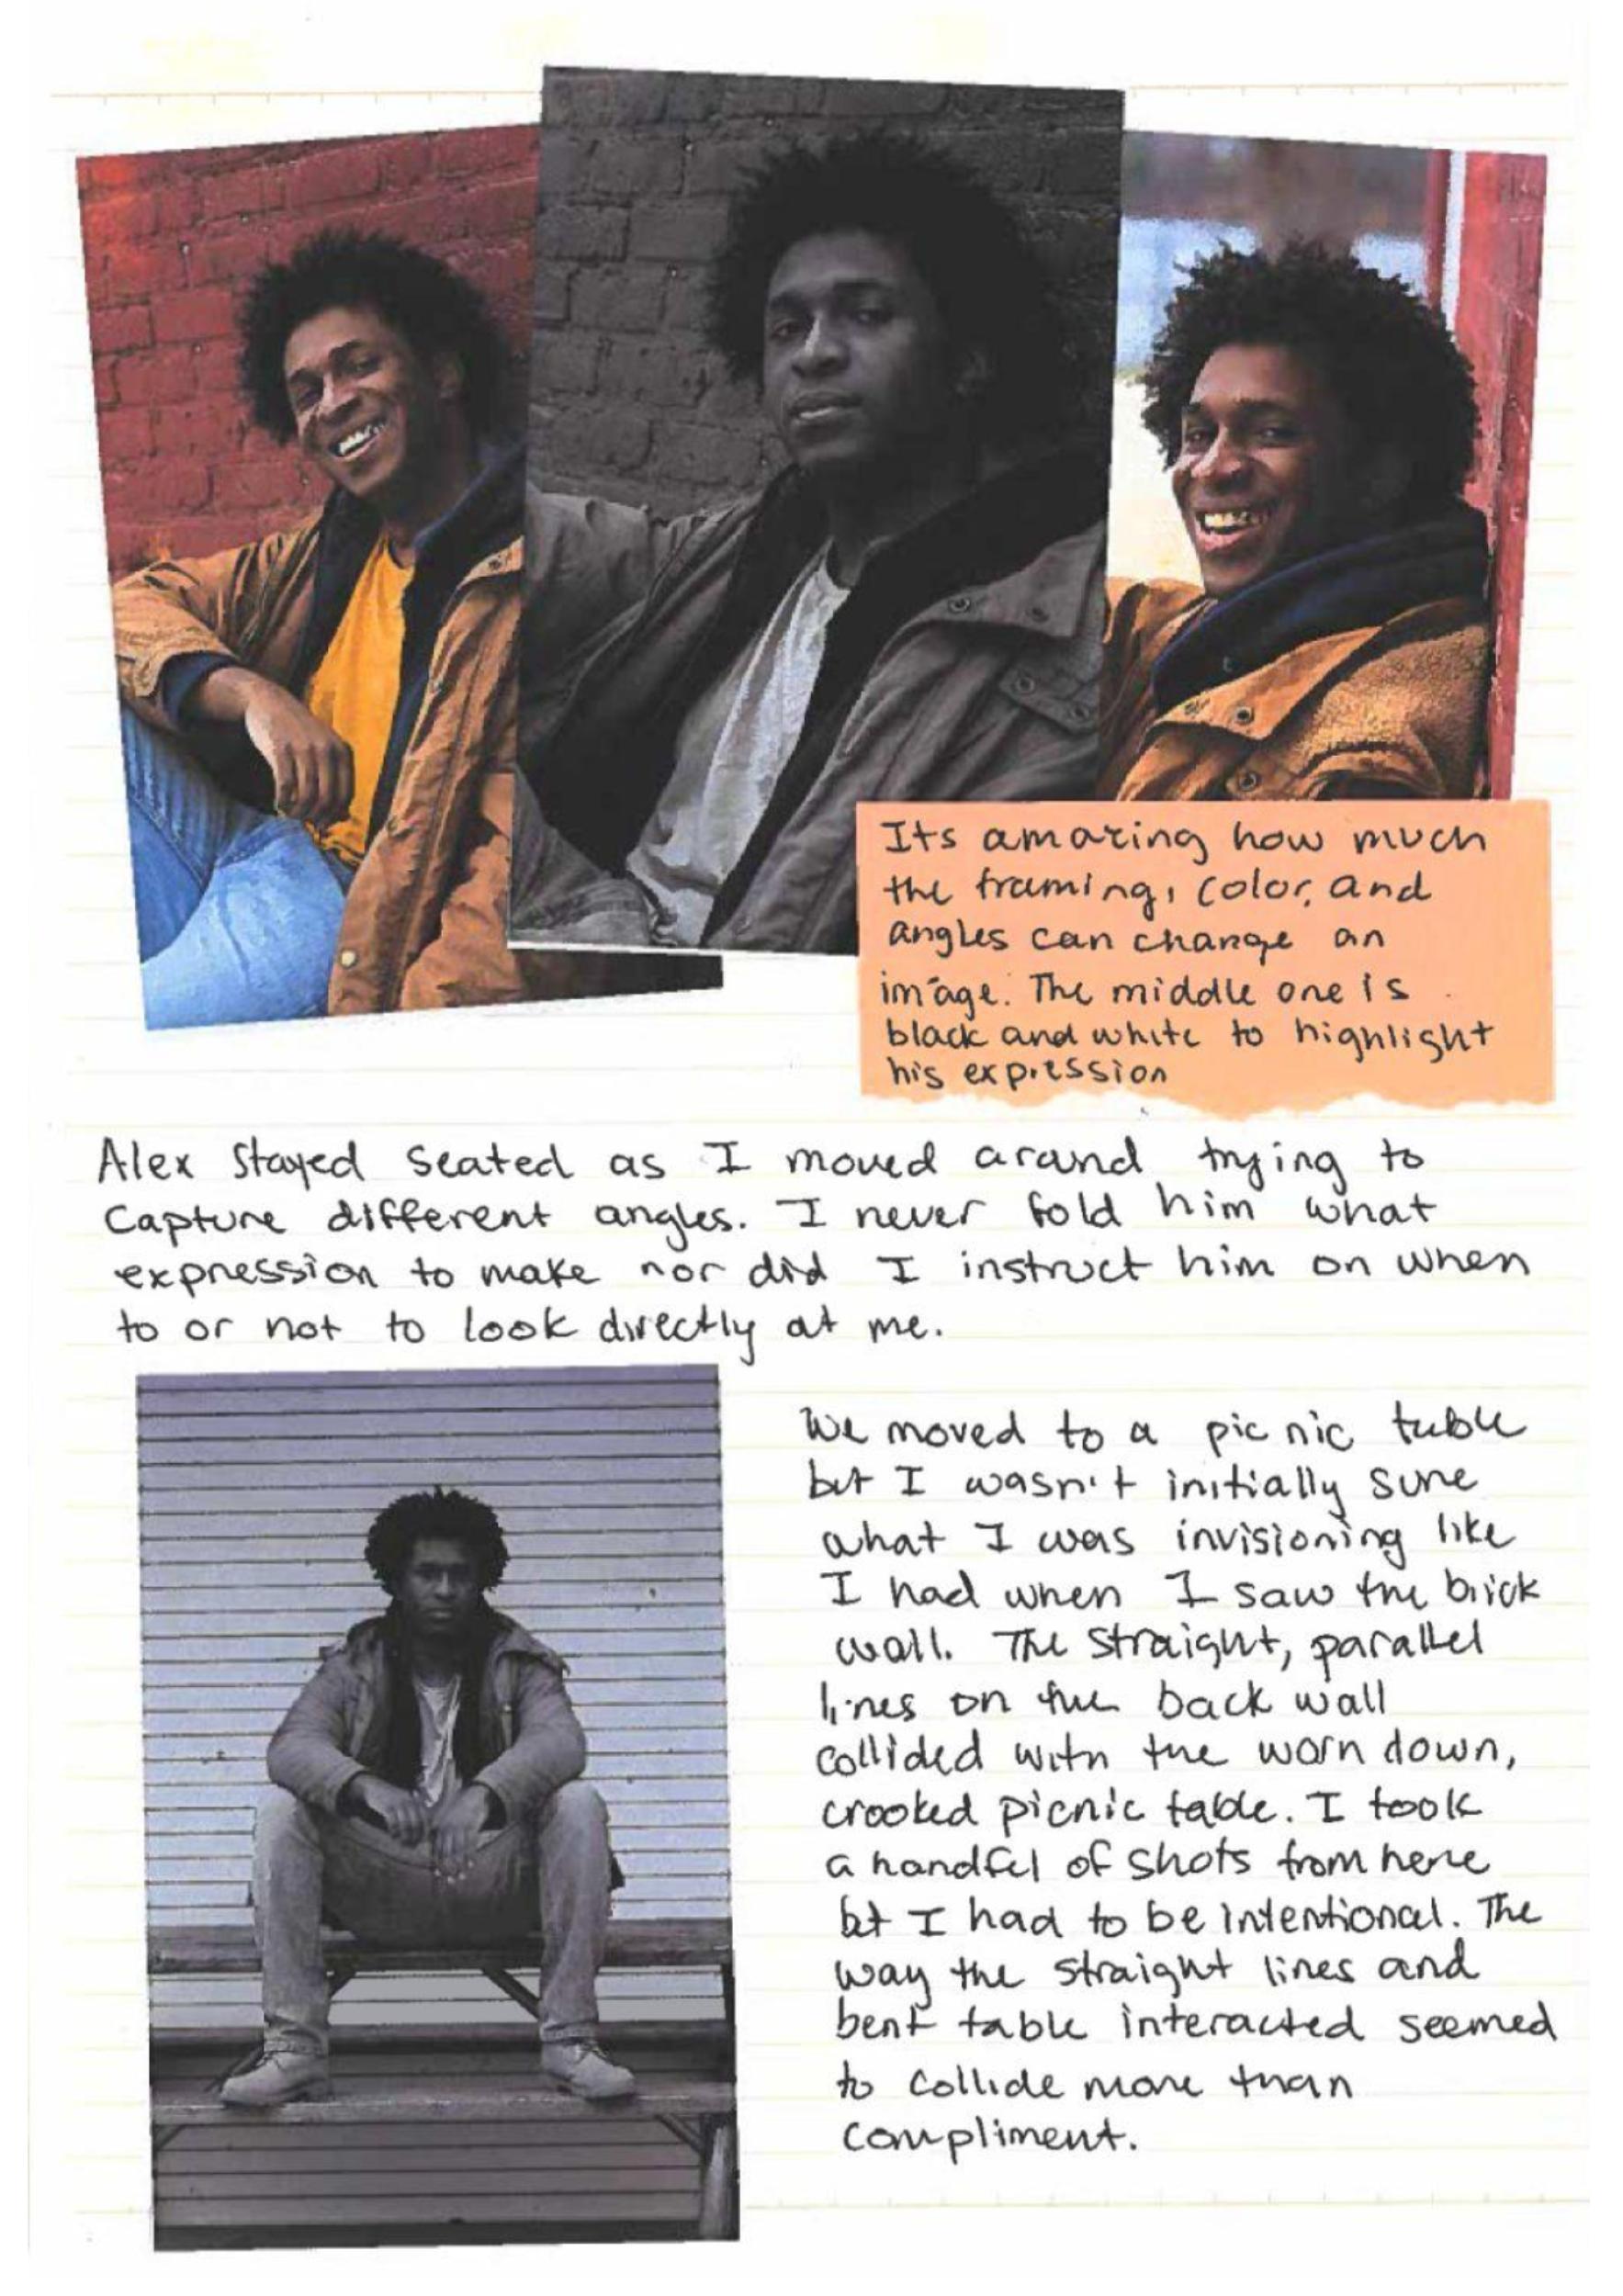 Its amazing how much
the framing, color, and
angles can change an
image. The middle one is
black and white to highlight
his expression
Alex stayed seated as I moved around trying to
capture different angles. I never told him what
expression to make nor did I instruct him on when
to or not to look directly at me.
We moved to a picnic table
but I wasn't initially sure
what I was invisioning like
I had when I saw the brick
wall. The straight, parallel
lines on the back wall
collided with the worn down,
crooked picnic table. I took
a handful of shots from here
but I had to be intentional. The
way the straight lines and
bent table interacted seemed
to collide more than
compliment.